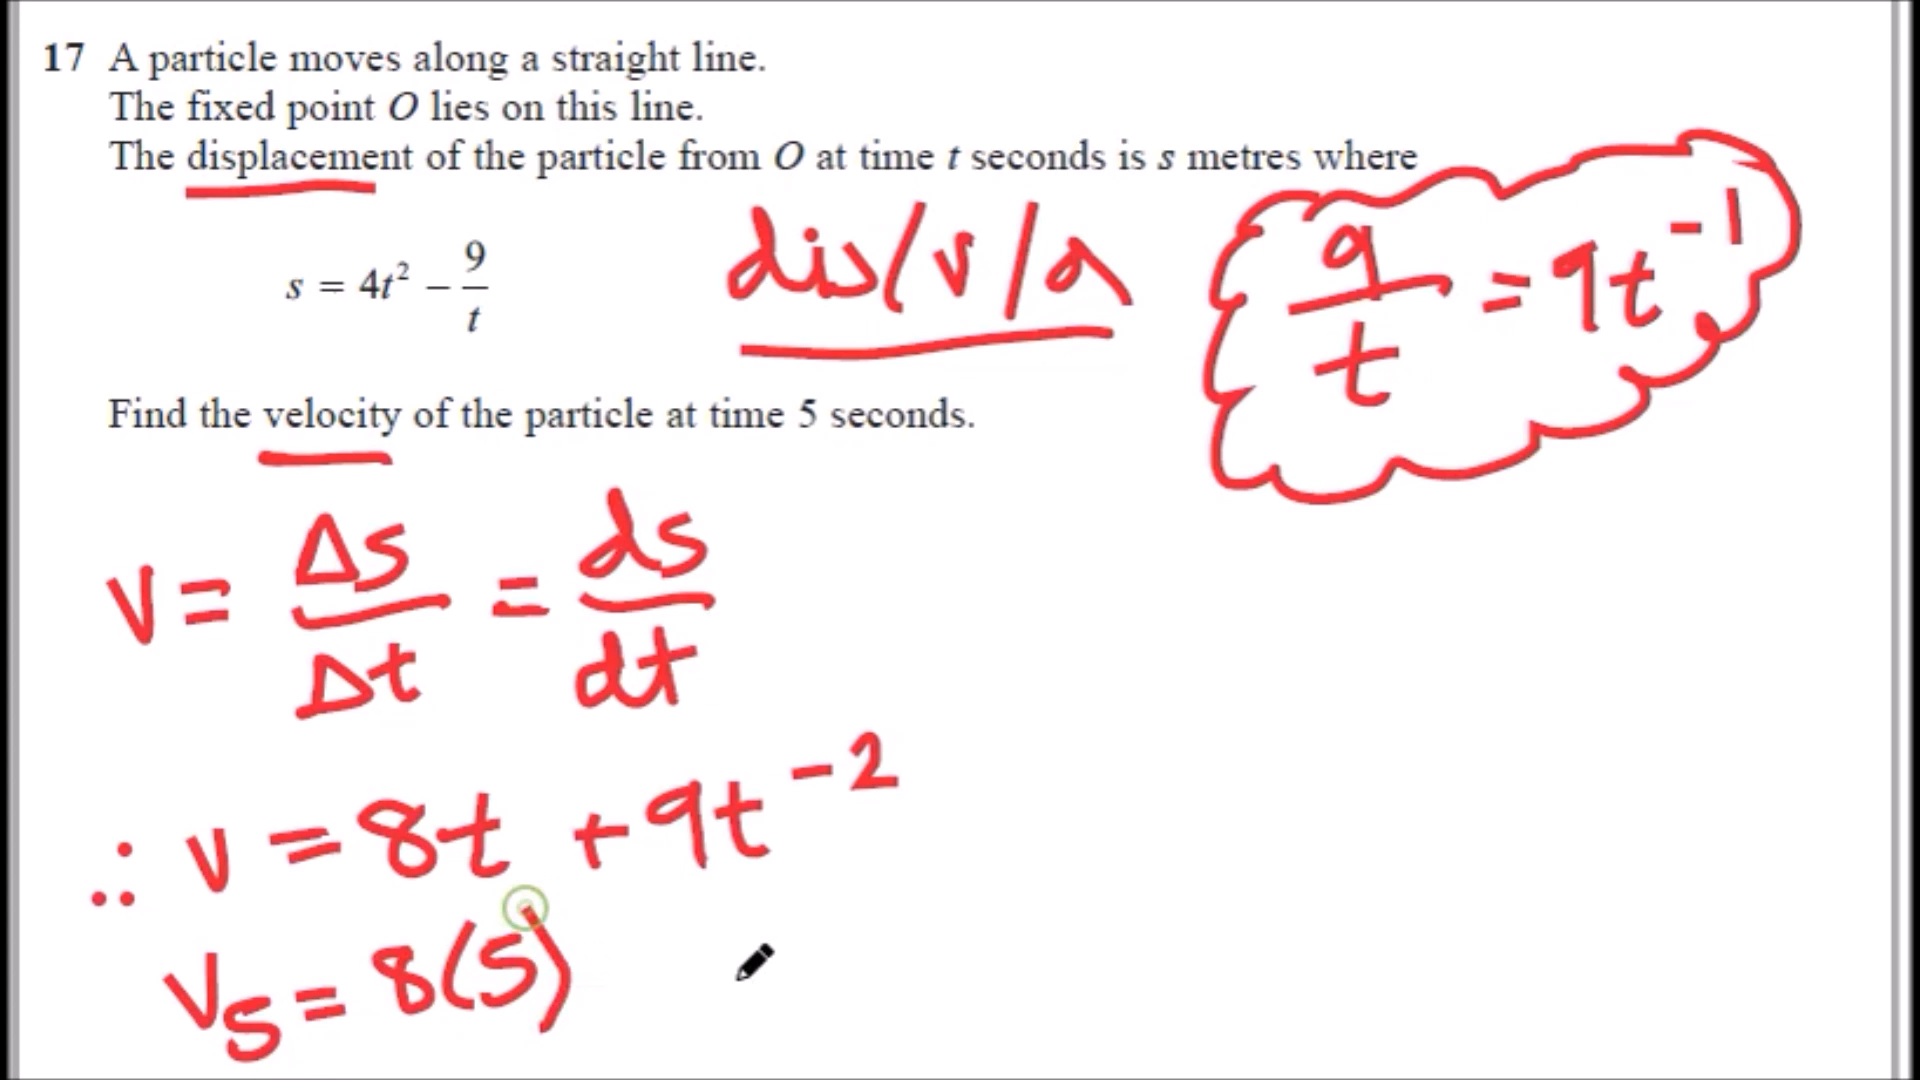 17 A particle moves along a straight line.
The fixed point O lies on this line.
The displacement of the particle from O at time t seconds is s metres where
s = 4t² − 9/t
dis/v/a
9/t = 9t⁻¹
Find the velocity of the particle at time 5 seconds.
v = Δs/Δt = ds/dt
∴ v = 8t + 9t⁻²
v₅ = 8(5)